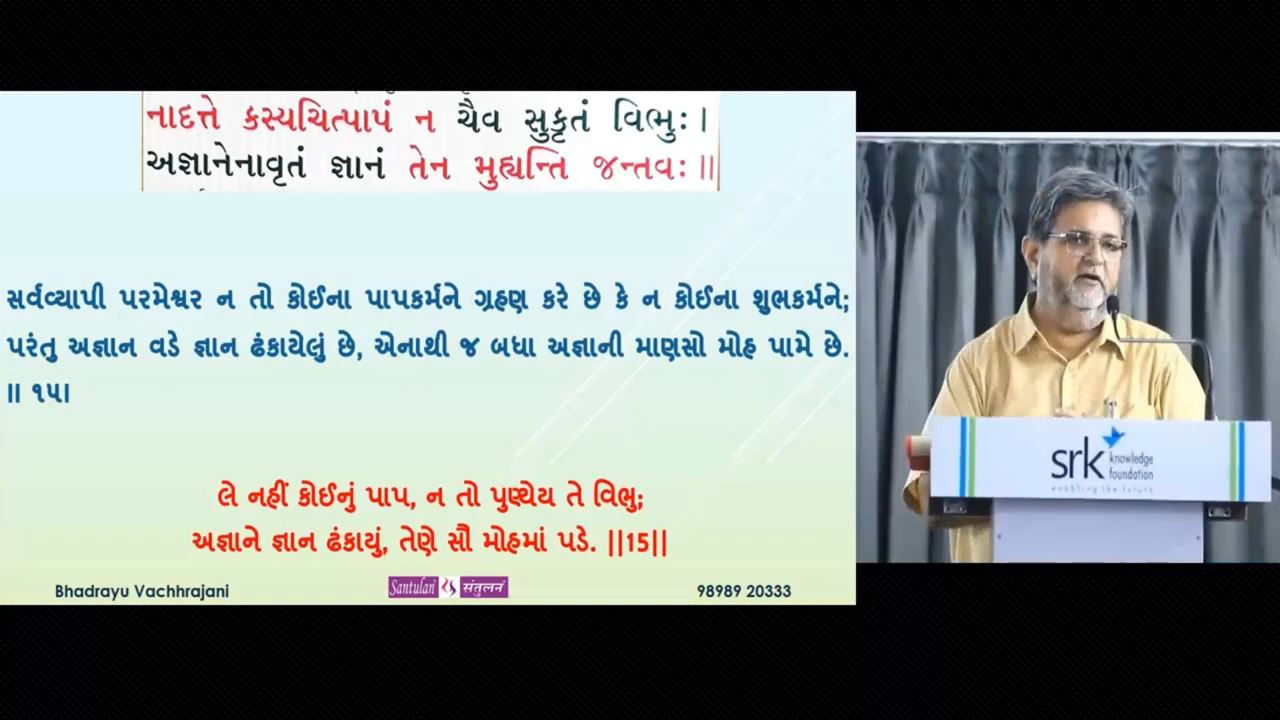 નાદત્તે કસ્યચિત્પાપં ન ચૈવ સુકૃતં વિભુઃ।
અજ્ઞાનેનાવૃતં જ્ઞાનં તેન મુહ્યન્તિ જન્તવઃ॥
સર્વવ્યાપી પરમેશ્વર ન તો કોઈના પાપકર્મને ગ્રહણ કરે છે કે ન કોઈના શુભકર્મને;
પરંતુ અજ્ઞાન વડે જ્ઞાન ઢંકાયેલું છે, એનાથી જ બધા અજ્ઞાની માણસો મોહ પામે છે.
॥ ૧૫।
લે નહીં કોઈનું પાપ, ન તો પુણ્યેય તે વિભુ;
અજ્ઞાને જ્ઞાન ઢંકાયું, તેણે સૌ મોહમાં પડે. ||15||
Bhadrayu Vachhrajani
Santulan સંતુલન
98989 20333
srk knowledge
foundation
enabling the future